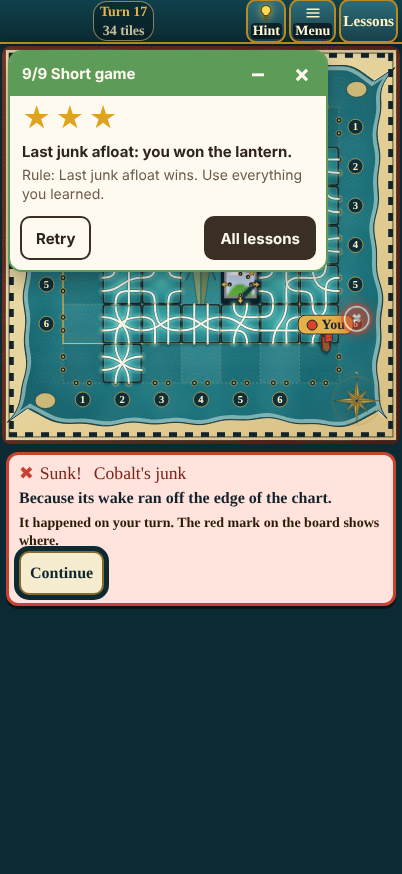 Turn 17
34 tiles
Hint
Menu
Lessons
9/9 Short game
Last junk afloat: you won the lantern.
Rule: Last junk afloat wins. Use everything
you learned.
Retry
All lessons
1
2
3
4
5
5
6
You
1
2
3
4
5
6
Sunk! Cobalt's junk
Because its wake ran off the edge of the chart.
It happened on your turn. The red mark on the board shows
where.
Continue